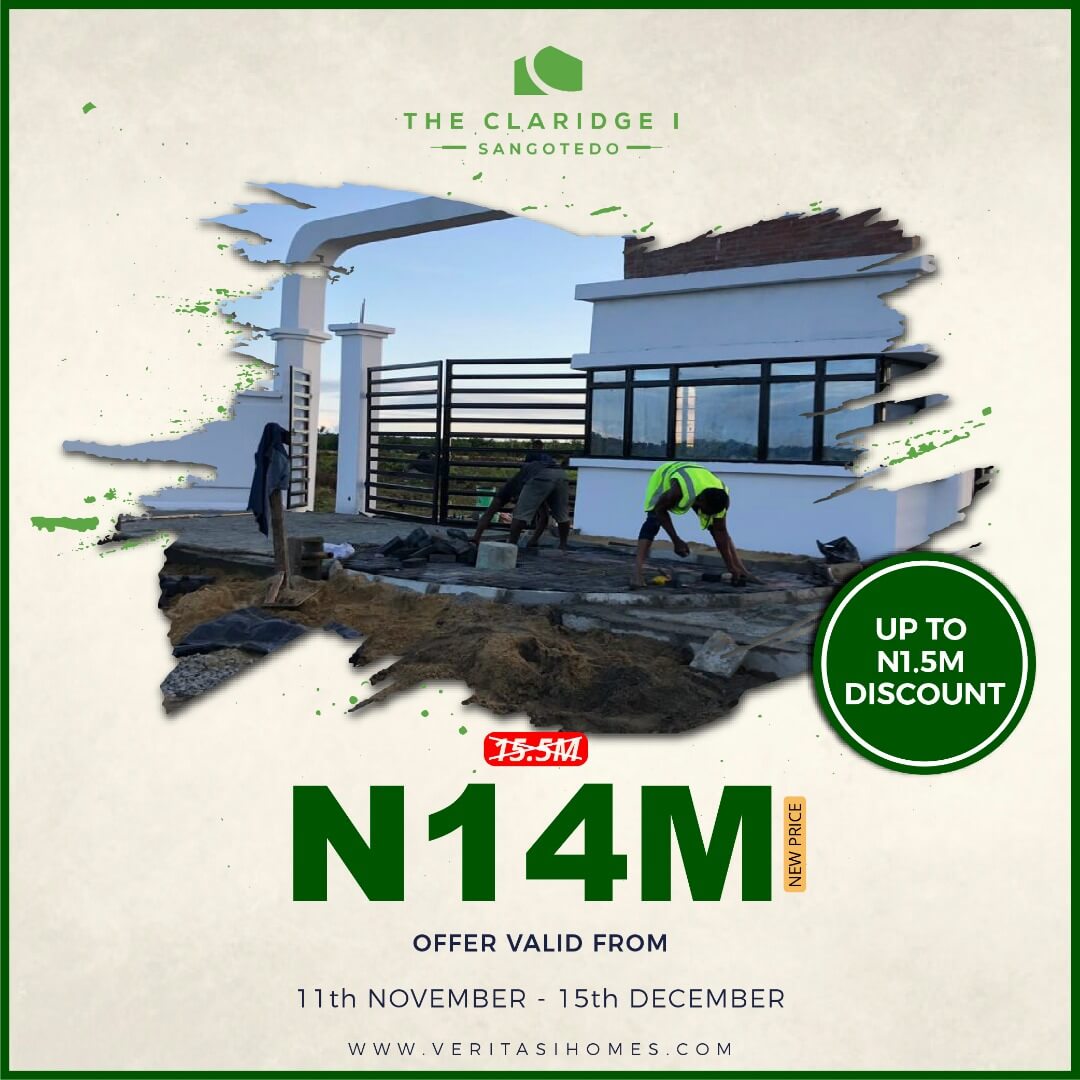 THE CLARIDGE I
SANGOTEDO
UP TO
N1.5M
DISCOUNT
15.5M
N14M
NEW PRICE
OFFER VALID FROM
11th NOVEMBER - 15th DECEMBER
WWW.VERITASIHOMES.COM